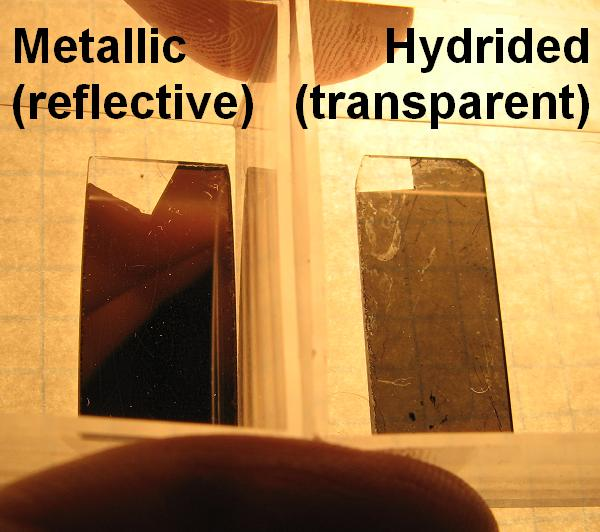 Metallic
(reflective)
Hydrided
(transparent)